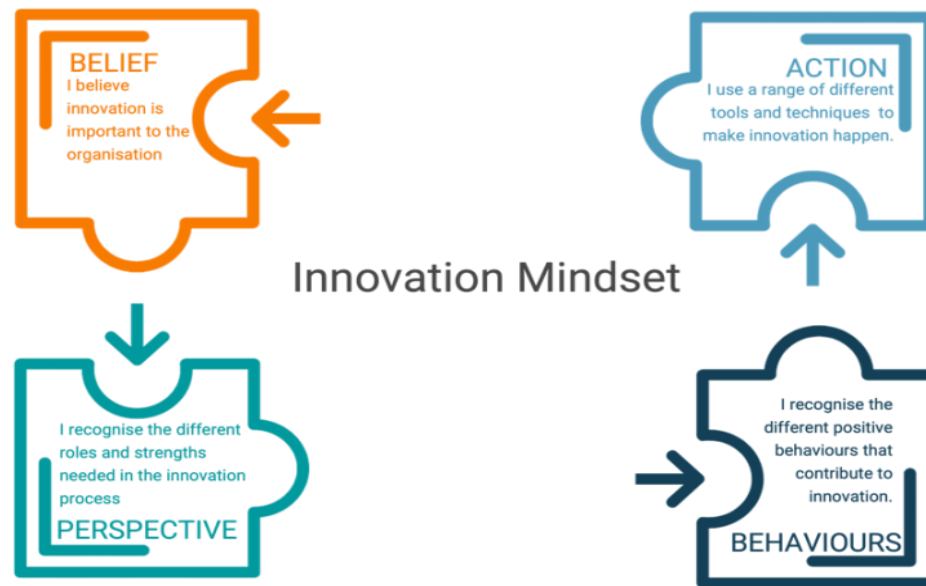 BELIEF
I believe
innovation is
important to the
organisation
ACTION
I use a range of different
tools and techniques to
make innovation happen.
Innovation Mindset
I recognise the different
roles and strengths
needed in the innovation
process
PERSPECTIVE
I recognise the
different positive
behaviours that
contribute to
innovation.
BEHAVIOURS